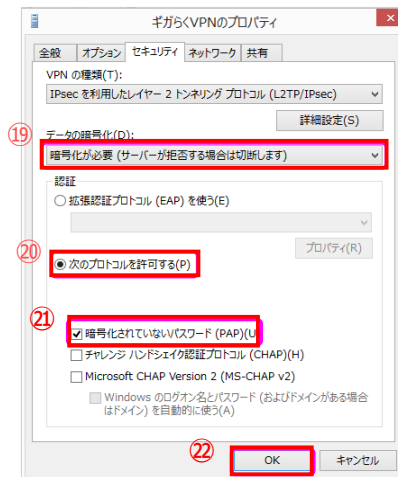 ギガらくVPNのプロパティ
全般 オプション セキュリティ ネットワーク 共有
VPN の種類(T):
IPsec を利用したレイヤー 2 トンネリング プロトコル (L2TP/IPsec)
詳細設定(S)
⑲
データの暗号化(D):
暗号化が必要 (サーバーが拒否する場合は切断します)
認証
拡張認証プロトコル (EAP) を使う(E)
プロパティ(R)
⑳
次のプロトコルを許可する(P)
㉑
暗号化されていないパスワード (PAP)(U
チャレンジ ハンドシェイク認証プロトコル (CHAP)(H)
Microsoft CHAP Version 2 (MS-CHAP v2)
Windows のログオン名とパスワード (およびドメインがある場合
はドメイン) を自動的に使う(A)
㉒
OK キャンセル